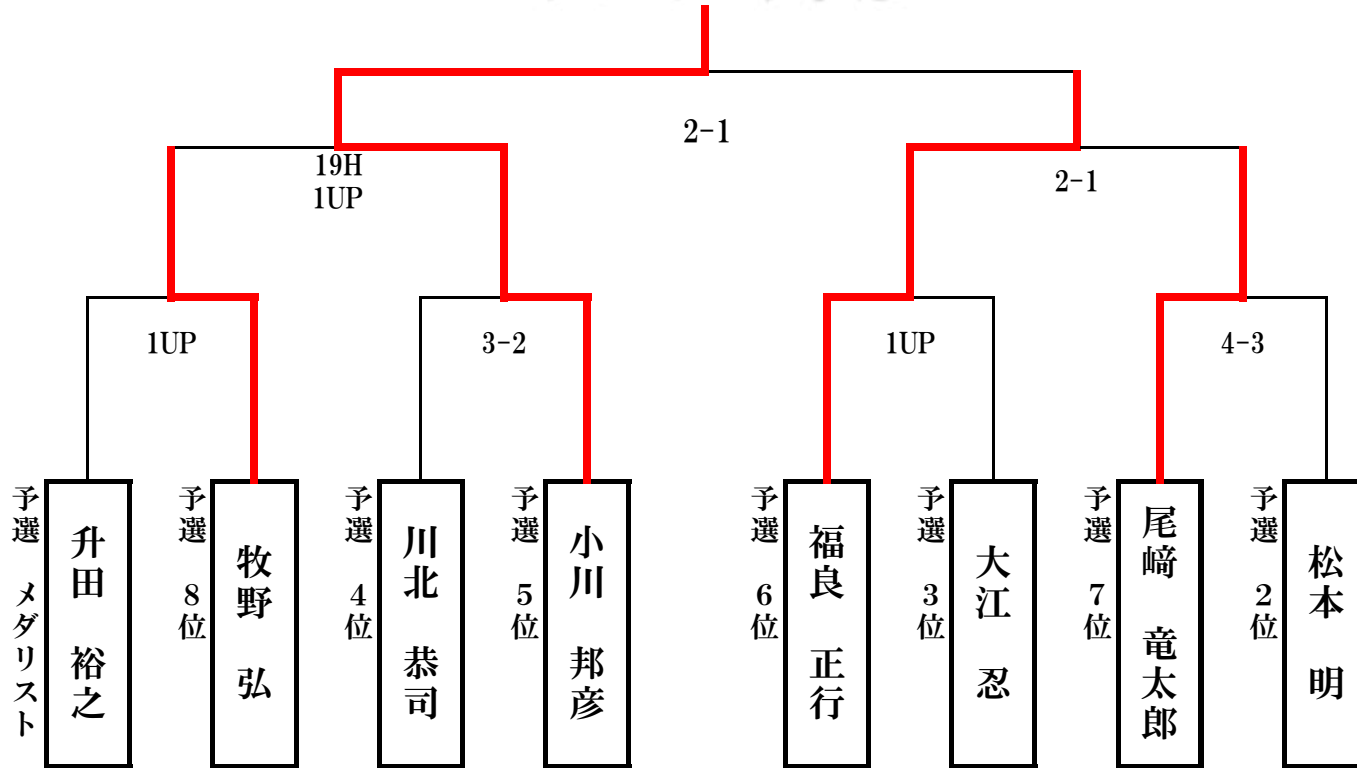 2-1
19H
1UP
2-1
1UP
3-2
1UP
4-3
予選 メダリスト
升田 裕之
予選 8位
牧野 弘
予選 4位
川北 恭司
予選 5位
小川 邦彦
予選 6位
福良 正行
予選 3位
大江 忍
予選 7位
尾﨑 竜太郎
予選 2位
松本 明